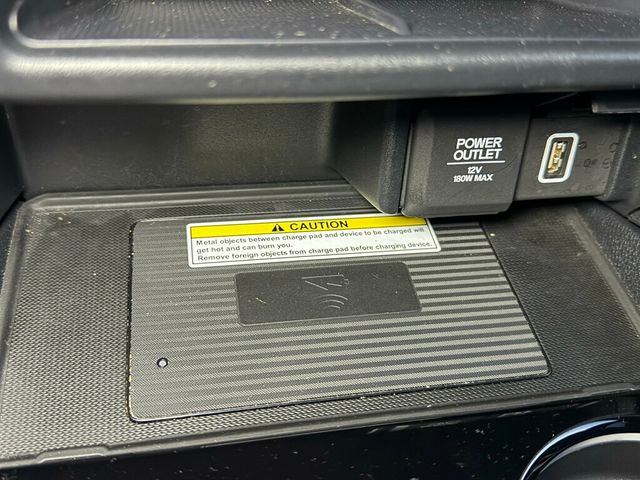 POWER
OUTLET
12V
180W MAX
CAUTION
Metal objects between charge pad and device to be charged will
get hot and can burn you.
Remove foreign objects from charge pad before charging device.